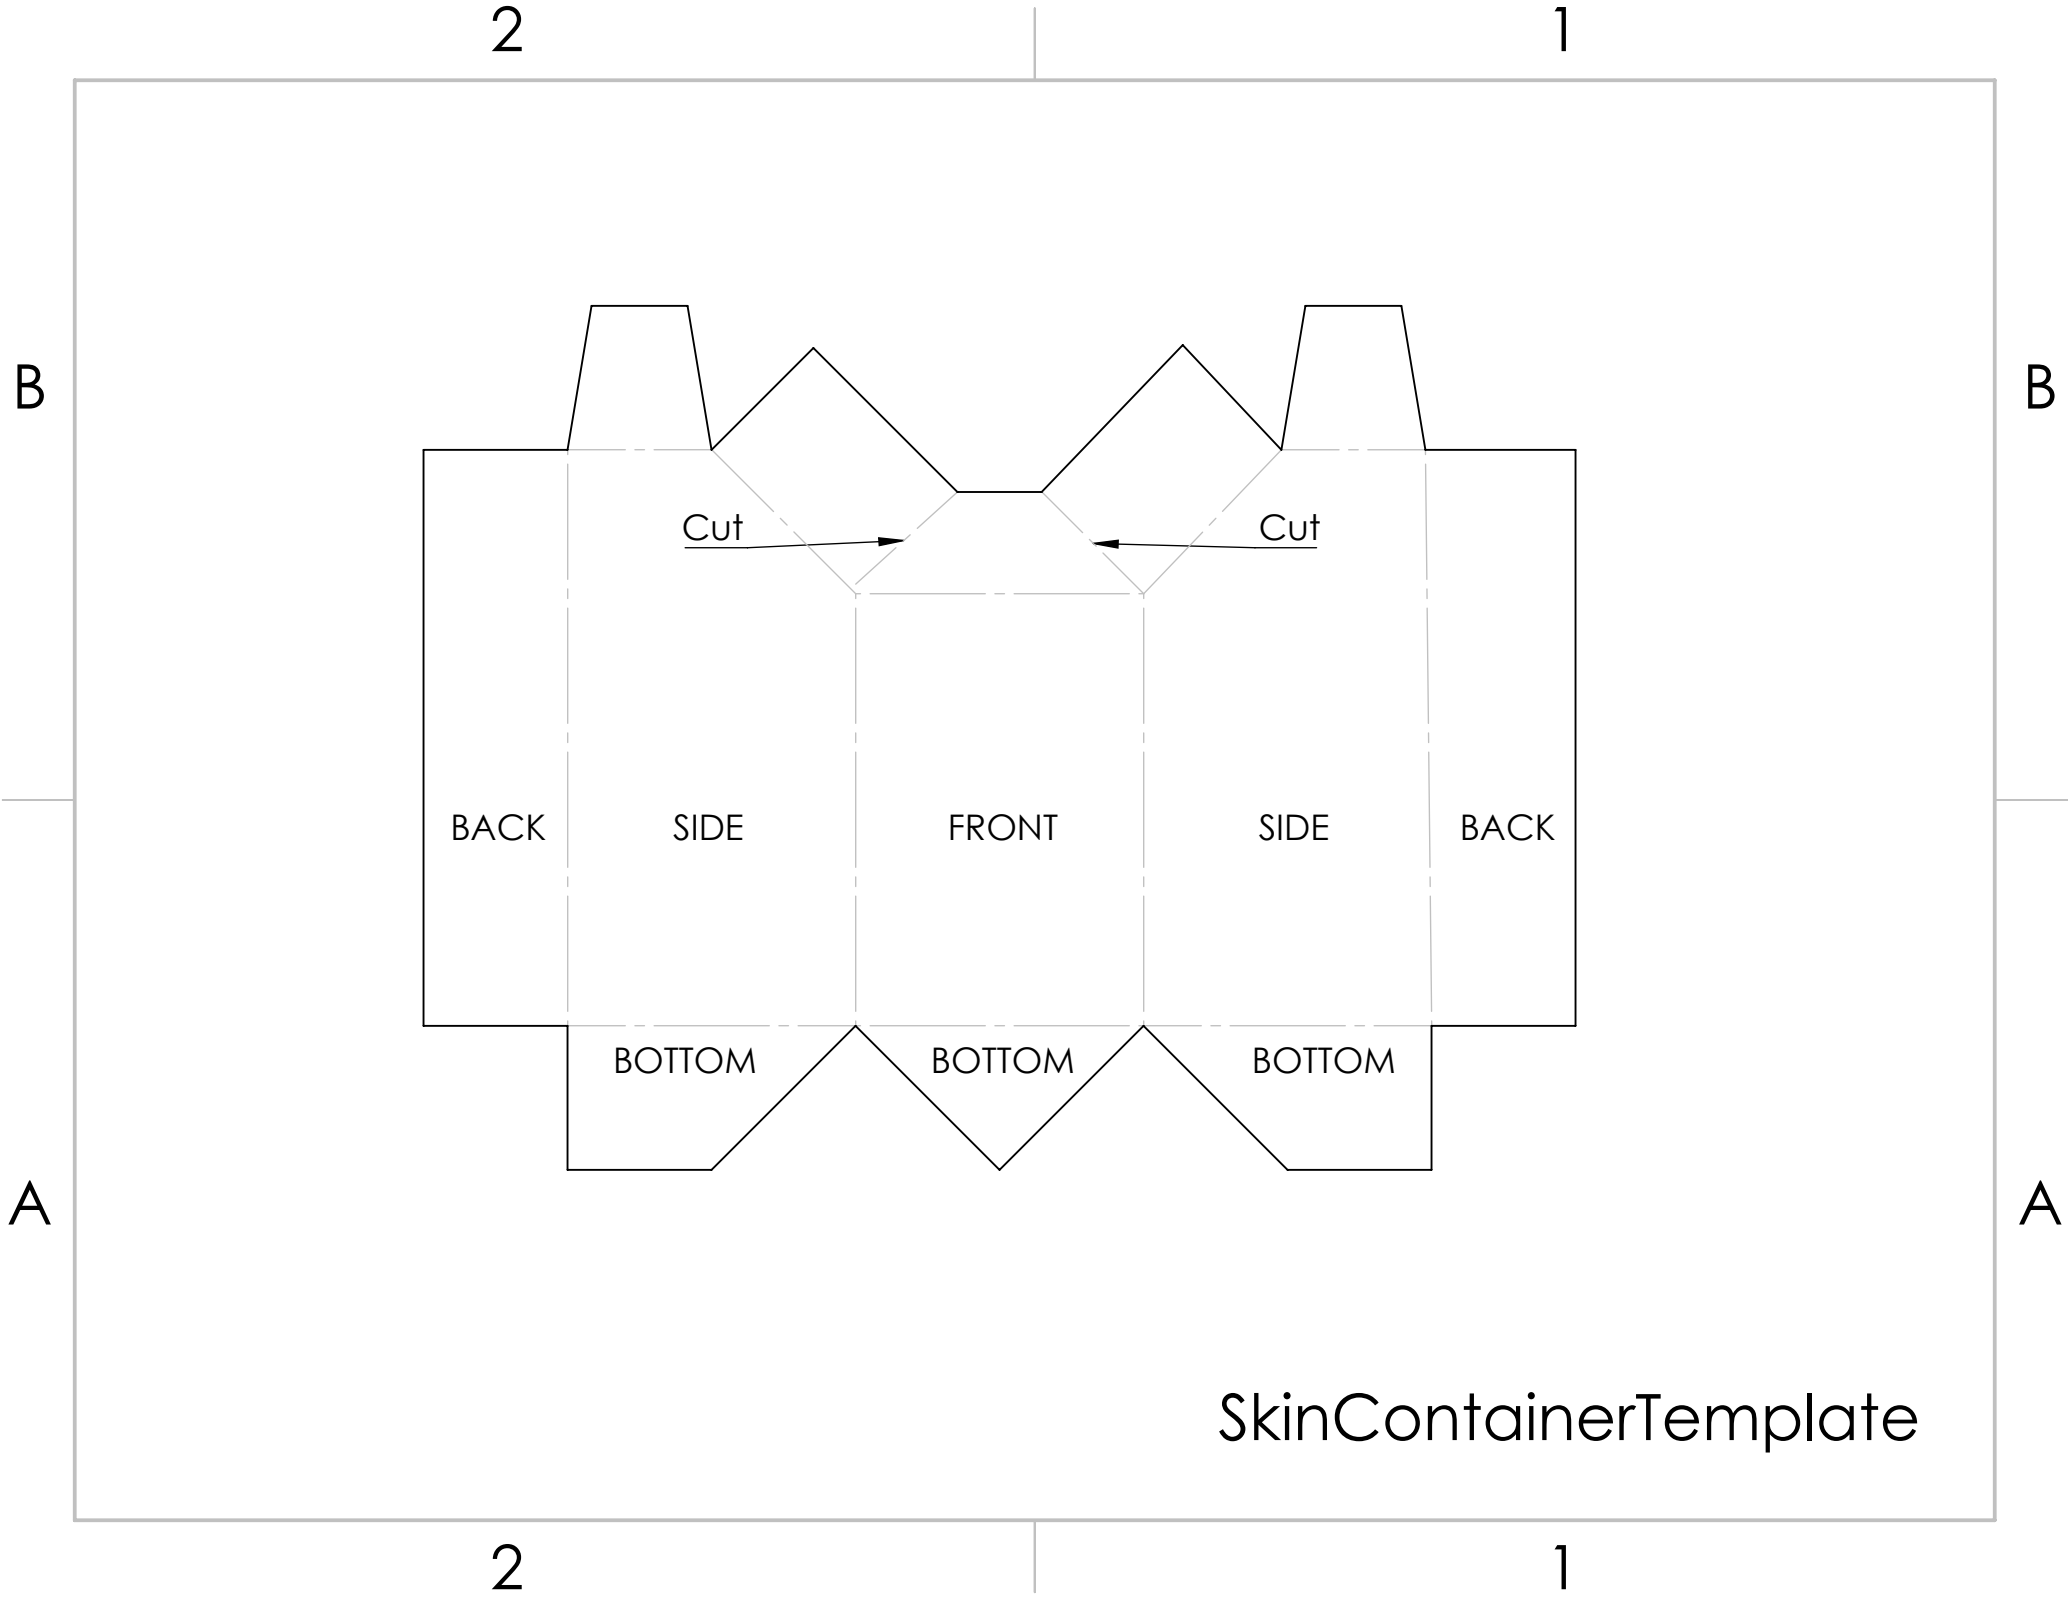 2 1
B B
Cut Cut
BACK SIDE FRONT SIDE BACK
BOTTOM BOTTOM BOTTOM
A A
SkinContainerTemplate
2 1